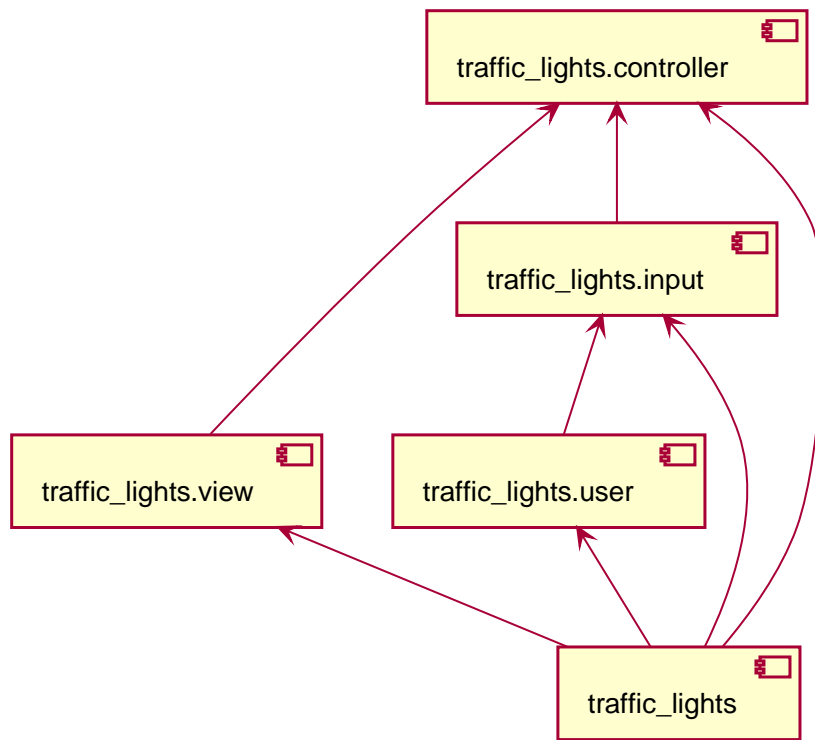 traffic_lights.controller
traffic_lights.input
traffic_lights.view
traffic_lights.user
traffic_lights